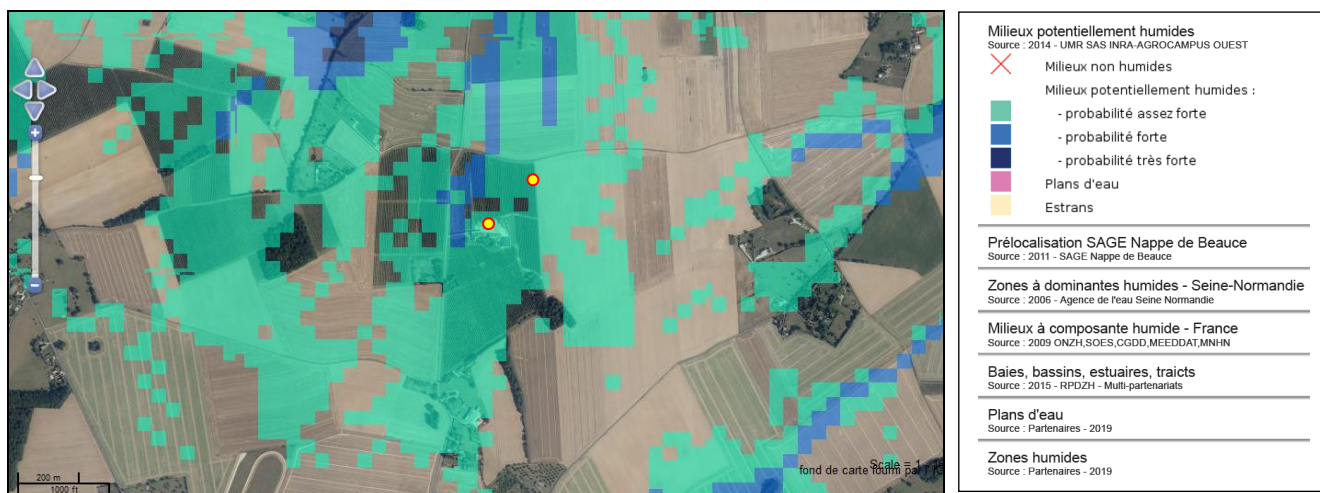 200 m
1000 ft
Scale = 1
fond de carte fourni par l'I
Milieux potentiellement humides
Source : 2014 - UMR SAS INRA-AGROCAMPUS OUEST
Milieux non humides
Milieux potentiellement humides :
- probabilité assez forte
- probabilité forte
- probabilité très forte
Plans d'eau
Estrans
Prélocalisation SAGE Nappe de Beauce
Source : 2011 - SAGE Nappe de Beauce
Zones à dominantes humides - Seine-Normandie
Source : 2006 - Agence de l'eau Seine Normandie
Milieux à composante humide - France
Source : 2009 ONZH,SOES,CGDD,MEEDDAT,MNHN
Baies, bassins, estuaires, traicts
Source : 2015 - RPDZH - Multi-partenariats
Plans d'eau
Source : Partenaires - 2019
Zones humides
Source : Partenaires - 2019